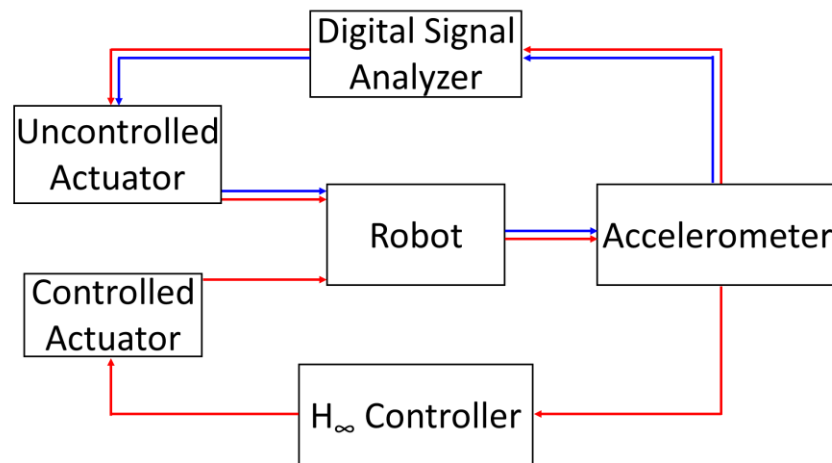 Digital Signal
Analyzer
Uncontrolled
Actuator
Robot
Accelerometer
Controlled
Actuator
H∞ Controller